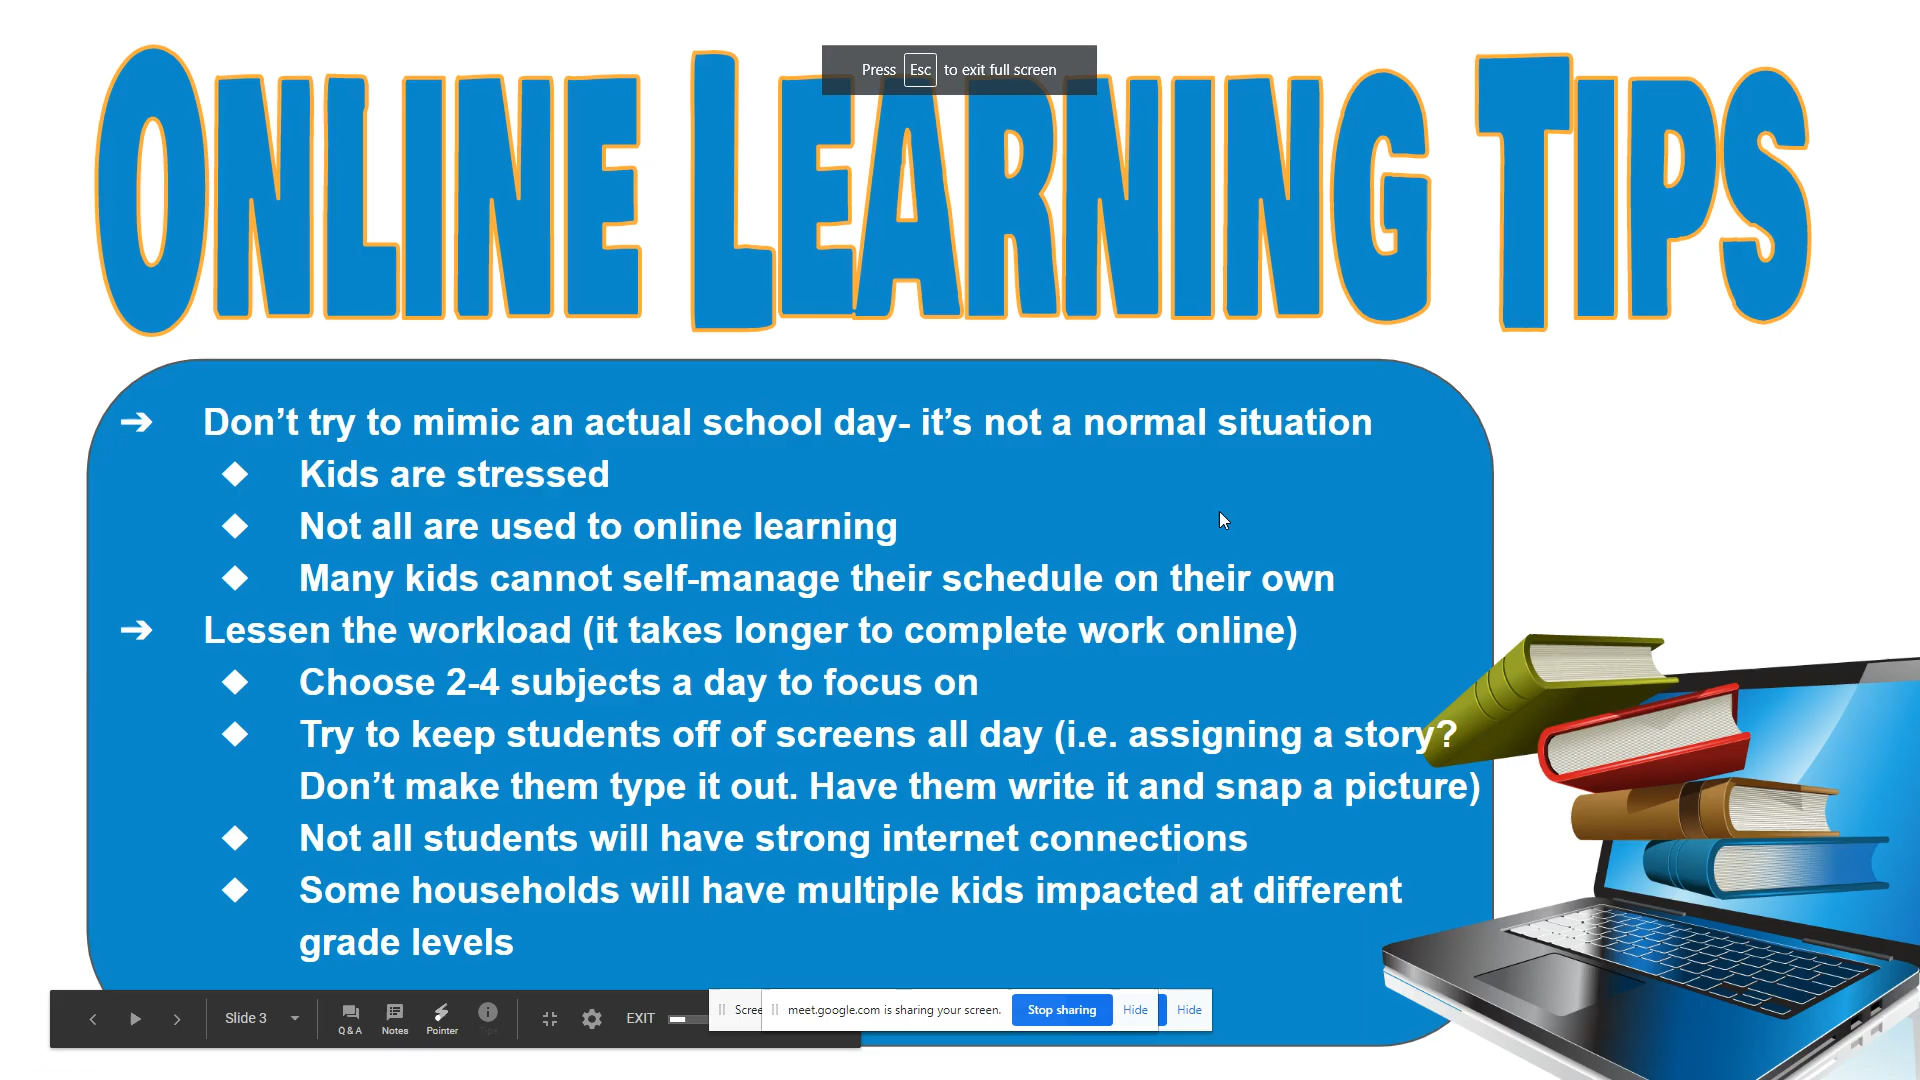 ONLINE LEARNING TIPS
Press Esc to exit full screen
➔ Don’t try to mimic an actual school day- it’s not a normal situation
◆ Kids are stressed
◆ Not all are used to online learning
◆ Many kids cannot self-manage their schedule on their own
➔ Lessen the workload (it takes longer to complete work online)
◆ Choose 2-4 subjects a day to focus on
◆ Try to keep students off of screens all day (i.e. assigning a story?
Don’t make them type it out. Have them write it and snap a picture)
◆ Not all students will have strong internet connections
◆ Some households will have multiple kids impacted at different
grade levels
Slide 3 Q & A Notes Pointer Tips EXIT Scree meet.google.com is sharing your screen. Stop sharing Hide Hide